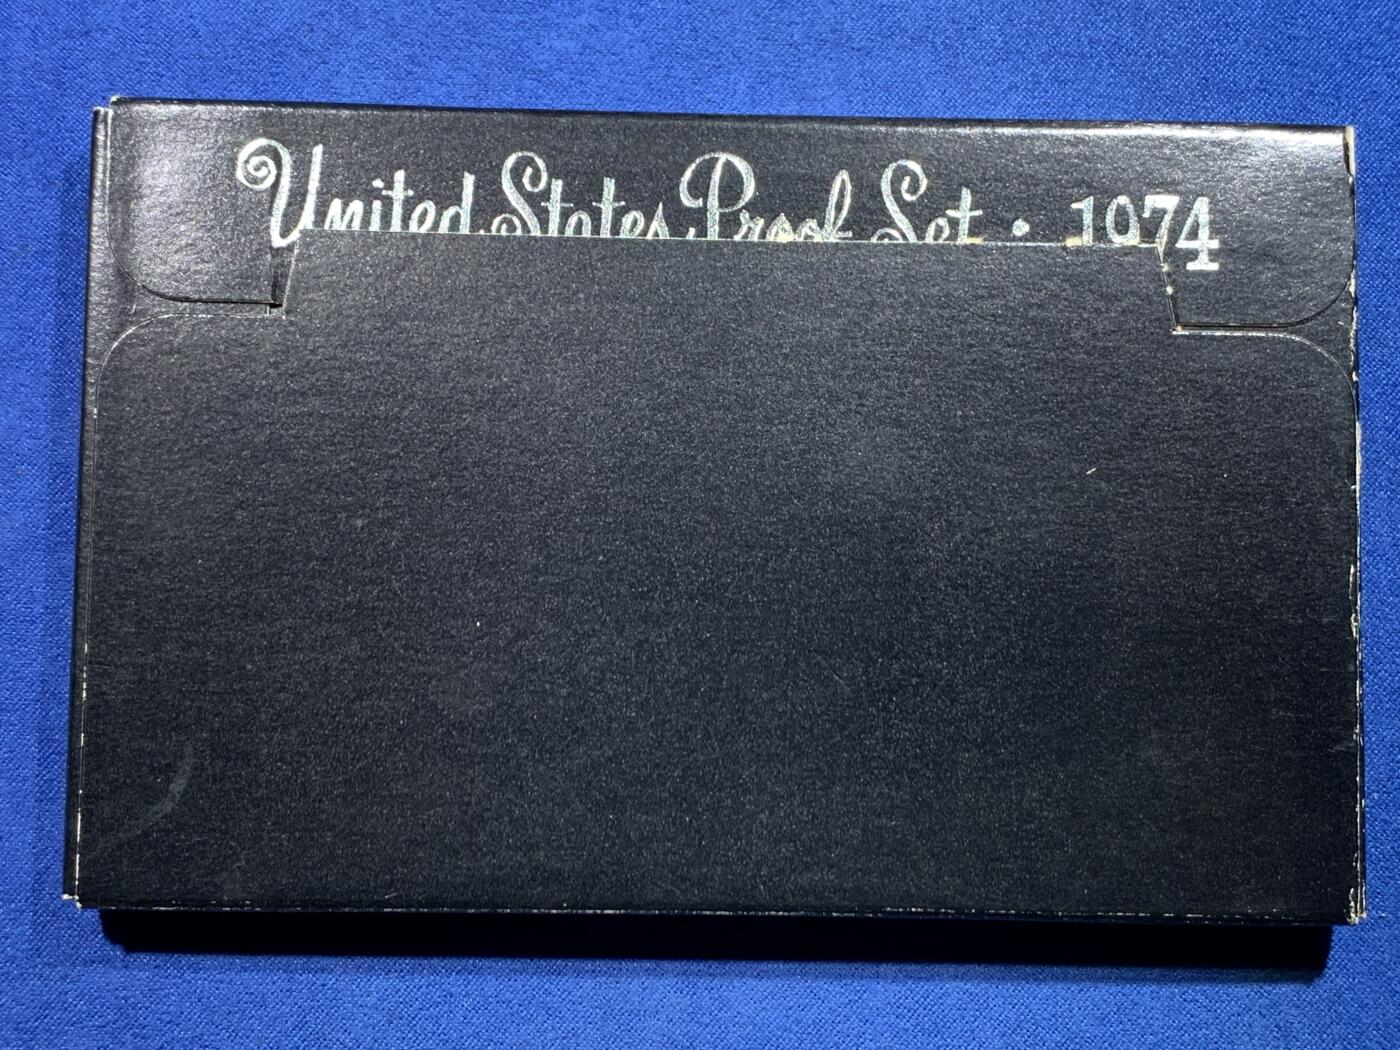 United States Proof Set • 1974